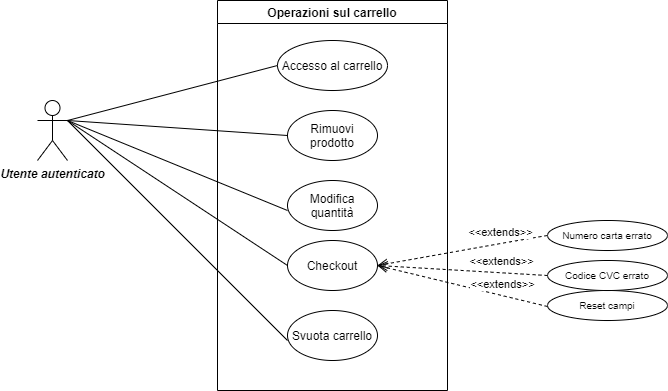 Operazioni sul carrello
Accesso al carrello
Rimuovi
prodotto
Utente autenticato
Modifica
quantità
<<extends>>
Numero carta errato
Checkout
<<extends>>
Codice CVC errato
<<extends>>
Reset campi
Svuota carrello